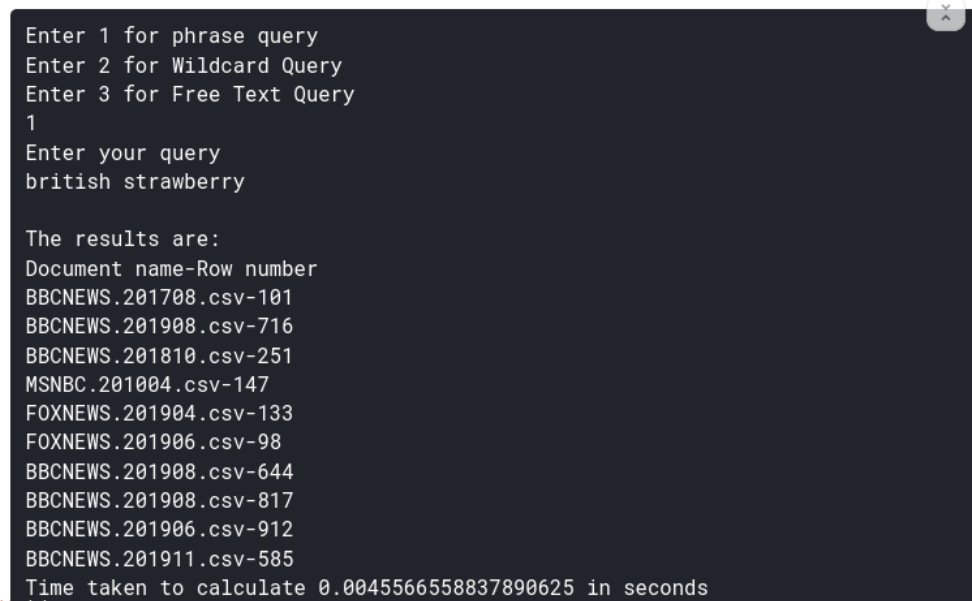 Enter 1 for phrase query
Enter 2 for Wildcard Query
Enter 3 for Free Text Query
1
Enter your query
british strawberry
The results are:
Document name-Row number
BBCNEWS.201708.csv-101
BBCNEWS.201908.csv-716
BBCNEWS.201810.csv-251
MSNBC.201004.csv-147
FOXNEWS.201904.csv-133
FOXNEWS.201906.csv-98
BBCNEWS.201908.csv-644
BBCNEWS.201908.csv-817
BBCNEWS.201906.csv-912
BBCNEWS.201911.csv-585
Time taken to calculate 0.0045566558837890625 in seconds